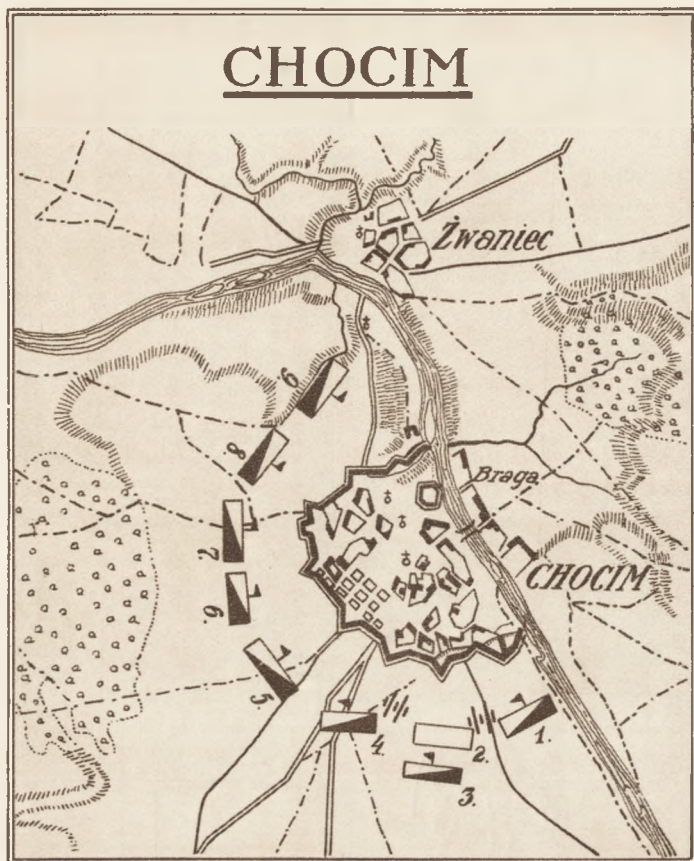 CHOCIM
Żwaniec
9
8
Braga
7.
CHOCIM
6.
5.
1.
4.
2.
3.